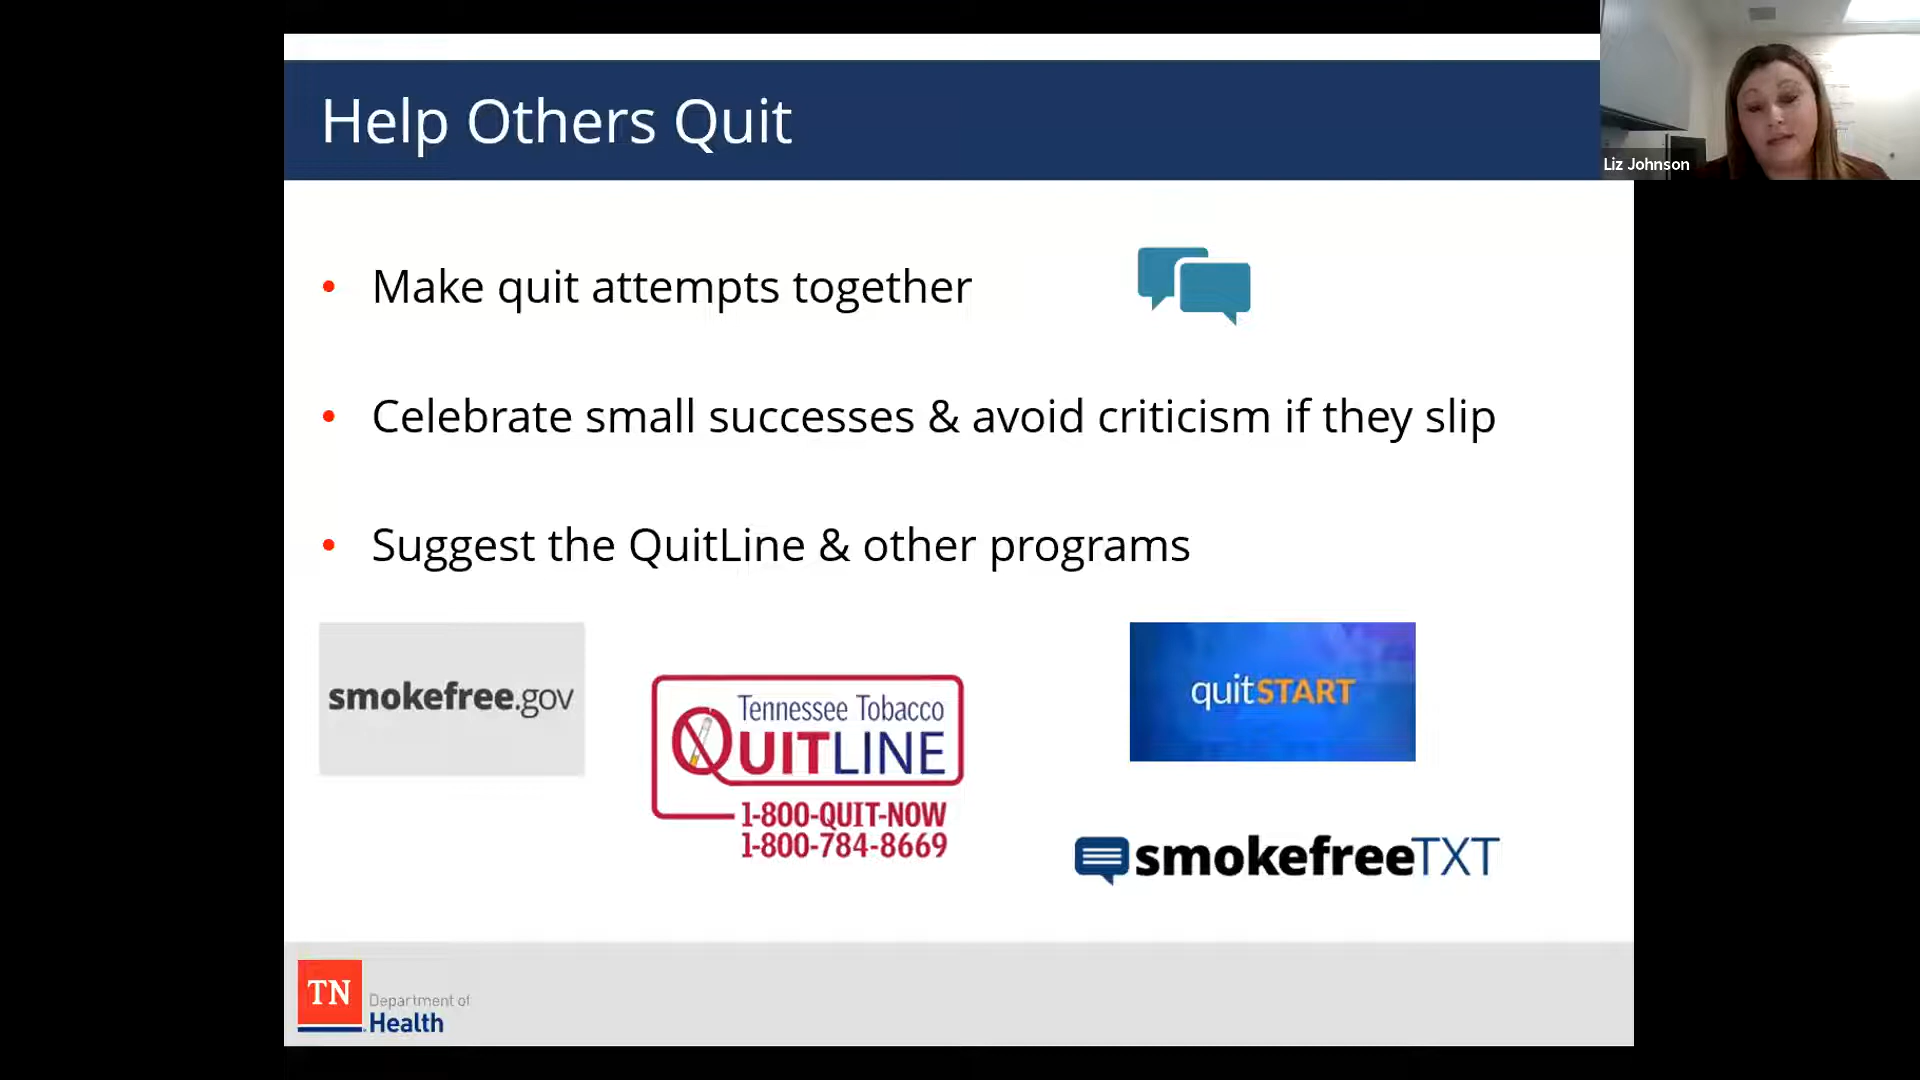 Help Others Quit
Liz Johnson
• Make quit attempts together
• Celebrate small successes & avoid criticism if they slip
• Suggest the QuitLine & other programs
smokefree.gov
Tennessee Tobacco
QUITLINE
1-800-QUIT-NOW
1-800-784-8669
quitSTART
smokefreeTXT
TN
Department of
Health